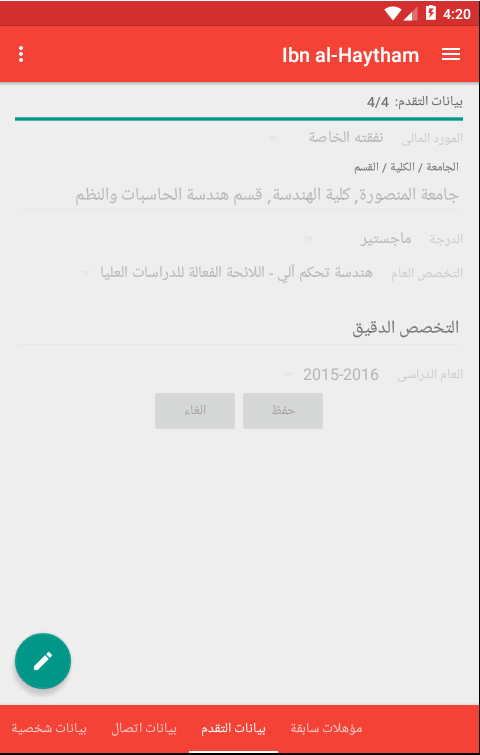 4:20
Ibn al-Haytham
بيانات التقدم: 4/4
المورد المالى نفقته الخاصة
الجامعة / الكلية / القسم
جامعة المنصورة, كلية الهندسة, قسم هندسة الحاسبات والنظم
الدرجة ماجستير
التخصص العام هندسة تحكم آلي - اللائحة الفعالة للدراسات العليا
التخصص الدقيق
العام الدراسى 2015-2016
حفظ الغاء
مؤهلات سابقة بيانات التقدم بيانات اتصال بيانات شخصية